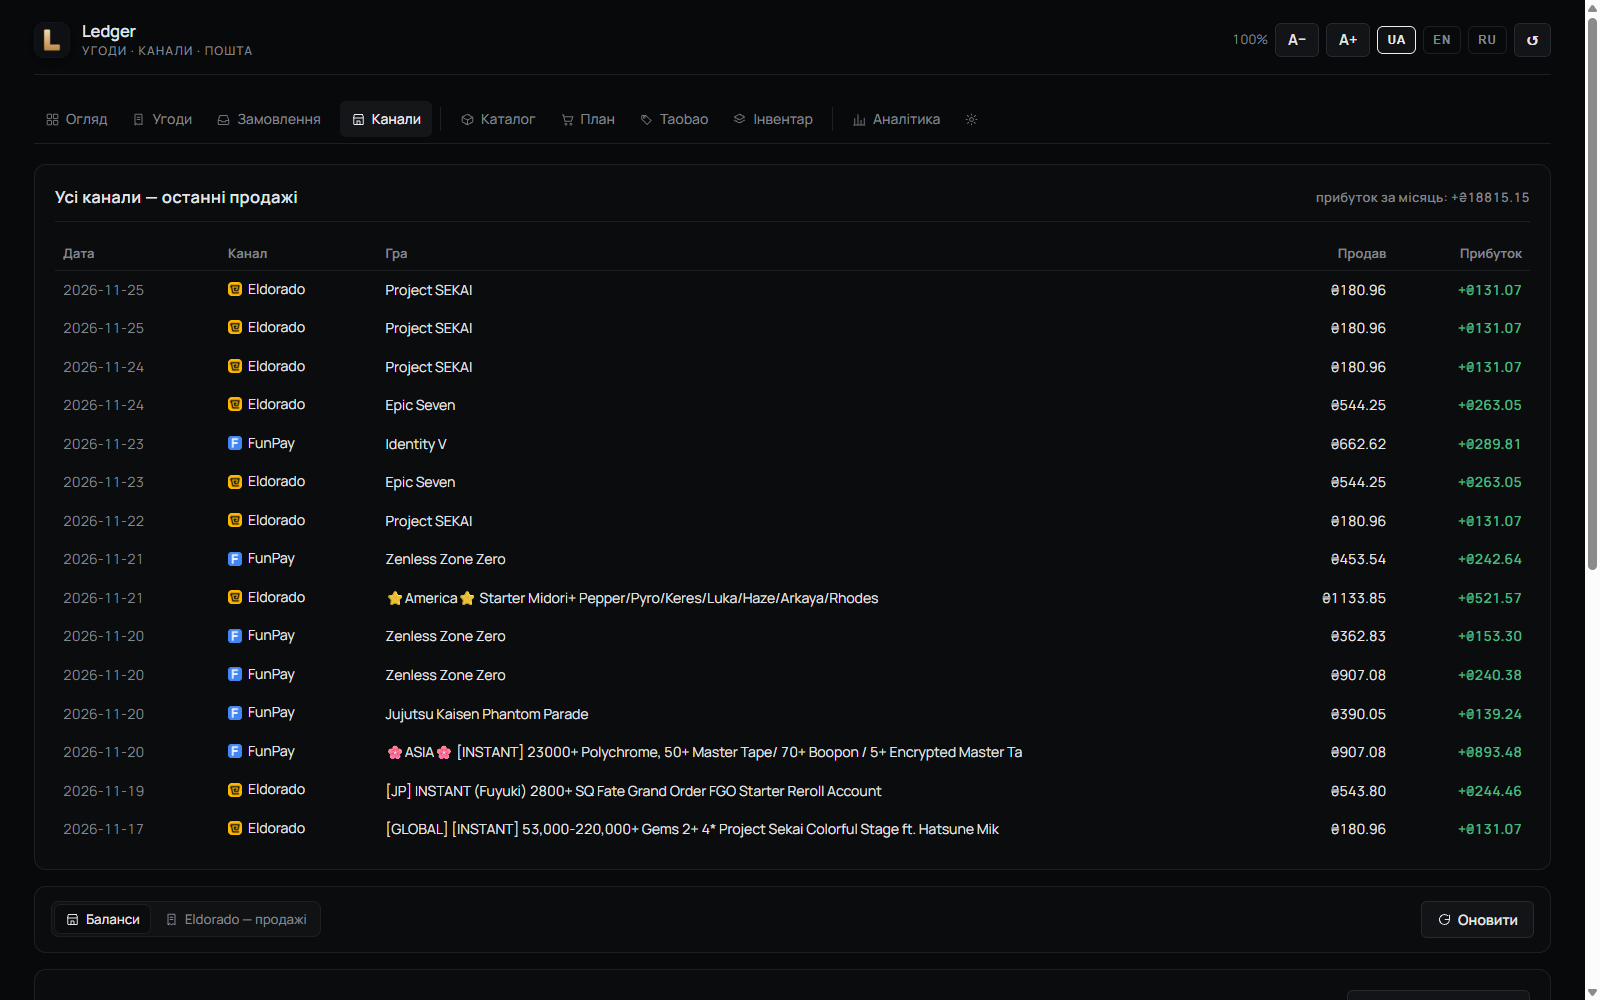 Ledger
УГОДИ · КАНАЛИ · ПОШТА
100% A− A+ UA EN RU ↺
Огляд Угоди Замовлення Канали Каталог План Taobao Інвентар Аналітика
Усі канали — останні продажі прибуток за місяць: +₴18815.15
Дата Канал Гра Продав Прибуток
2026-11-25 Eldorado Project SEKAI ₴180.96 +₴131.07
2026-11-25 Eldorado Project SEKAI ₴180.96 +₴131.07
2026-11-24 Eldorado Project SEKAI ₴180.96 +₴131.07
2026-11-24 Eldorado Epic Seven ₴544.25 +₴263.05
2026-11-23 FunPay Identity V ₴662.62 +₴289.81
2026-11-23 Eldorado Epic Seven ₴544.25 +₴263.05
2026-11-22 Eldorado Project SEKAI ₴180.96 +₴131.07
2026-11-21 FunPay Zenless Zone Zero ₴453.54 +₴242.64
2026-11-21 Eldorado ⭐America⭐ Starter Midori+ Pepper/Pyro/Keres/Luka/Haze/Arkaya/Rhodes ₴1133.85 +₴521.57
2026-11-20 FunPay Zenless Zone Zero ₴362.83 +₴153.30
2026-11-20 FunPay Zenless Zone Zero ₴907.08 +₴240.38
2026-11-20 FunPay Jujutsu Kaisen Phantom Parade ₴390.05 +₴139.24
2026-11-20 FunPay 🌸ASIA🌸 [INSTANT] 23000+ Polychrome, 50+ Master Tape/ 70+ Boopon / 5+ Encrypted Master Ta ₴907.08 +₴893.48
2026-11-19 Eldorado [JP] INSTANT (Fuyuki) 2800+ SQ Fate Grand Order FGO Starter Reroll Account ₴543.80 +₴244.46
2026-11-17 Eldorado [GLOBAL] [INSTANT] 53,000-220,000+ Gems 2+ 4* Project Sekai Colorful Stage ft. Hatsune Mik ₴180.96 +₴131.07
Баланси Eldorado — продажі Оновити